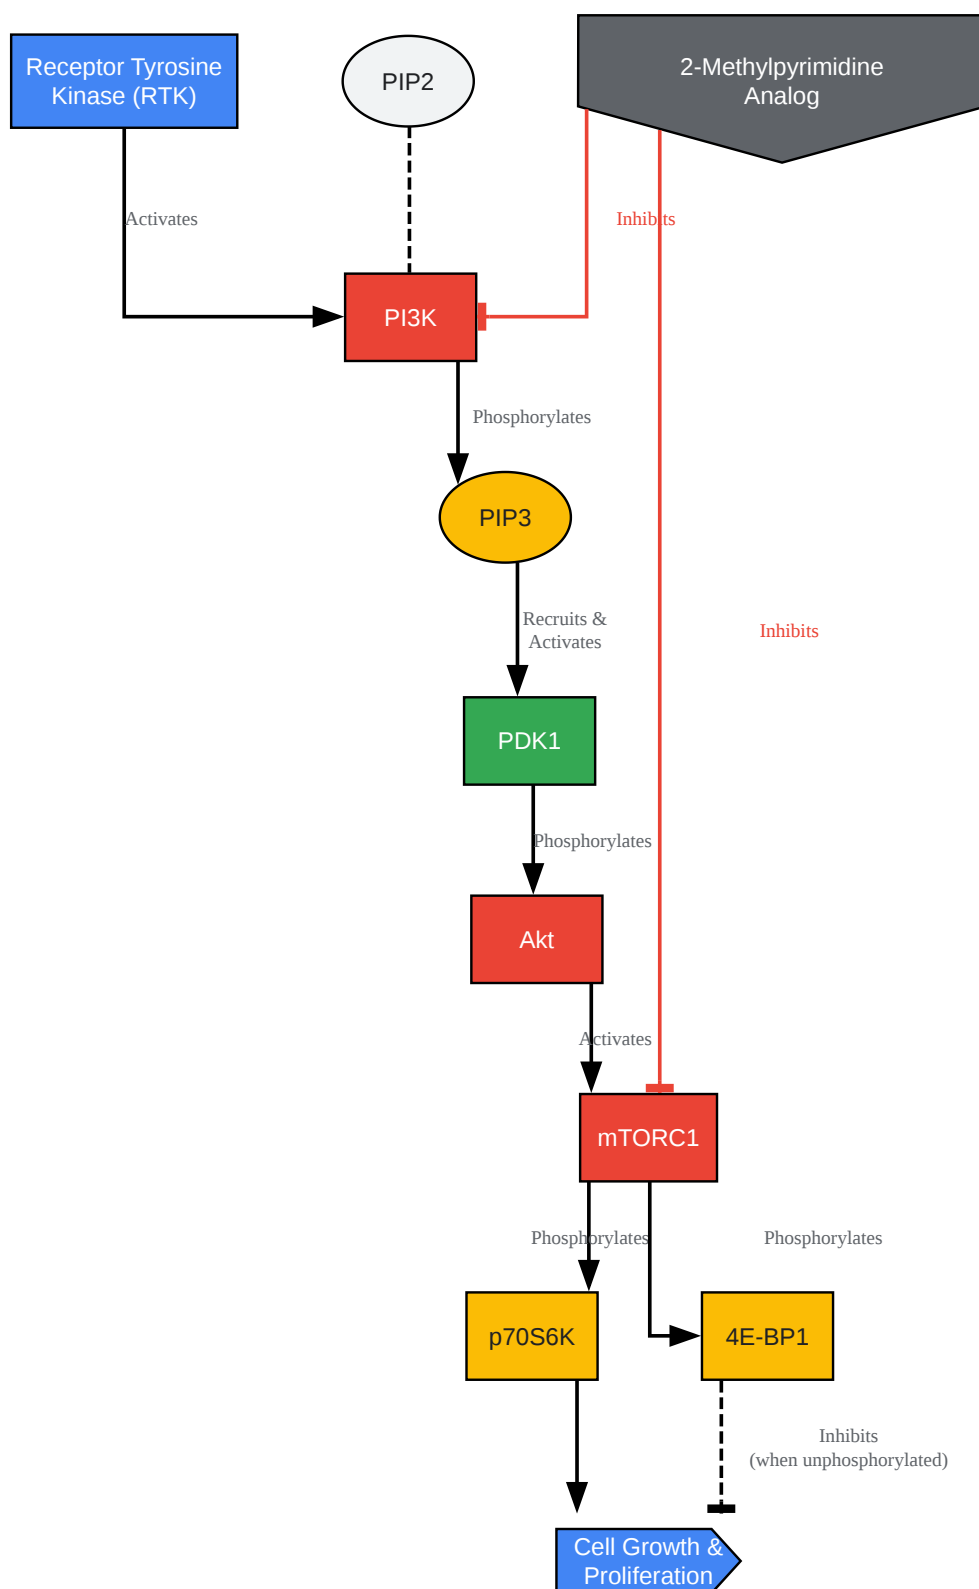 Receptor Tyrosine
Kinase (RTK)
PIP2
2-Methylpyrimidine
Analog
Activates
Inhibits
PI3K
Phosphorylates
PIP3
Recruits &
Activates
Inhibits
PDK1
Phosphorylates
Akt
Activates
mTORC1
Phosphorylates
Phosphorylates
p70S6K
4E-BP1
Inhibits
(when unphosphorylated)
Cell Growth &
Proliferation